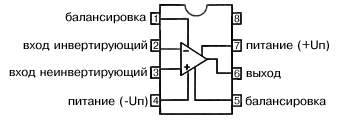 балансировка 1
8
вход инвертирующий 2
7 питание (+Uп)
вход неинвертирующий 3
6 выход
питание (-Uп) 4
5 балансировка